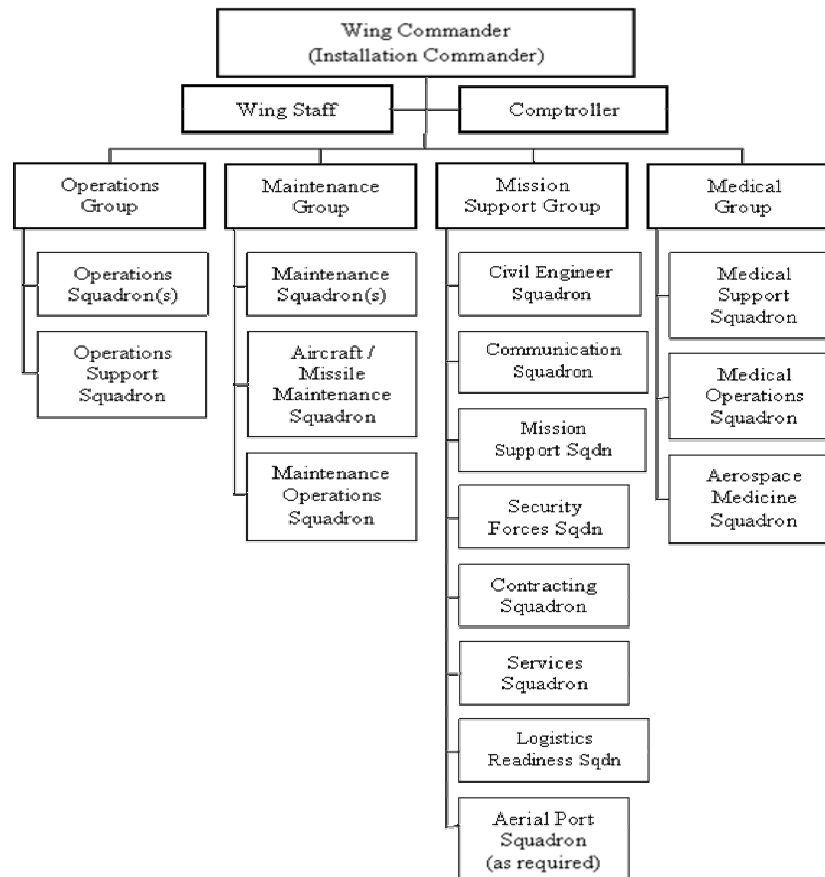 Wing Commander
(Installation Commander)
Wing Staff
Comptroller
Operations
Group
Maintenance
Group
Mission
Support Group
Medical
Group
Operations
Squadron(s)
Operations
Support
Squadron
Maintenance
Squadron(s)
Aircraft /
Missile
Maintenance
Squadron
Maintenance
Operations
Squadron
Civil Engineer
Squadron
Communication
Squadron
Mission
Support Sqdn
Security
Forces Sqdn
Contracting
Squadron
Services
Squadron
Logistics
Readiness Sqdn
Aerial Port
Squadron
(as required)
Medical
Support
Squadron
Medical
Operations
Squadron
Aerospace
Medicine
Squadron